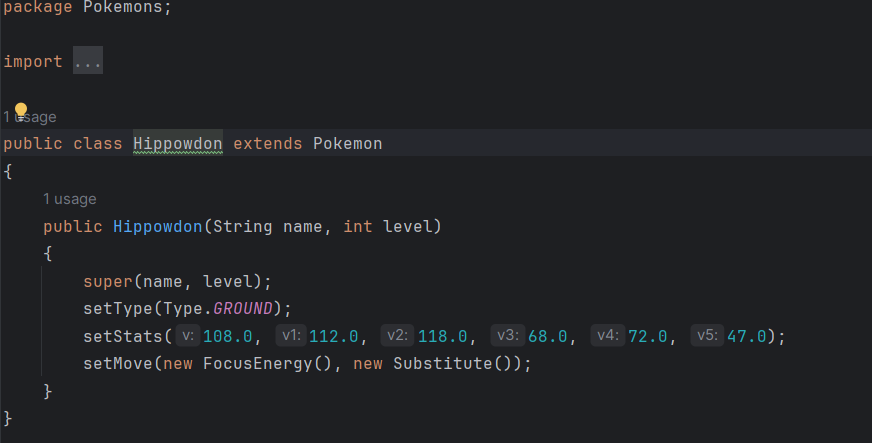 package Pokemons;
import ...
1 usage
public class Hippowdon extends Pokemon
{
1 usage
public Hippowdon(String name, int level)
{
super(name, level);
setType(Type.GROUND);
setStats( v: 108.0, v1: 112.0, v2: 118.0, v3: 68.0, v4: 72.0, v5: 47.0);
setMove(new FocusEnergy(), new Substitute());
}
}